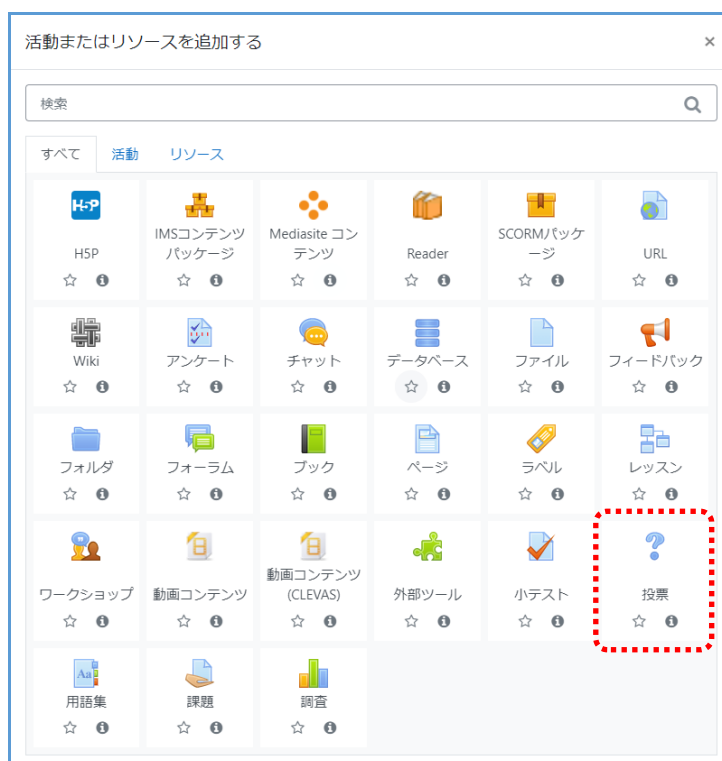 活動またはリソースを追加する ×
検索
すべて 活動 リソース
H5P
H5P
IMSコンテンツ
パッケージ
Mediasite コン
テンツ
Reader
SCORMパッケ
ージ
URL
Wiki
アンケート
チャット
データベース
ファイル
フィードバック
フォルダ
フォーラム
ブック
ページ
ラベル
レッスン
ワークショップ
動画コンテンツ
動画コンテンツ
(CLEVAS)
外部ツール
小テスト
?
投票
Aa
用語集
課題
調査